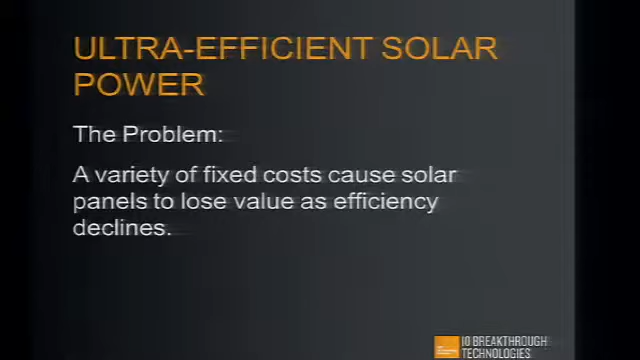 ULTRA-EFFICIENT SOLAR
POWER
The Problem:
A variety of fixed costs cause solar
panels to lose value as efficiency
declines.
10 BREAKTHROUGH
TECHNOLOGIES